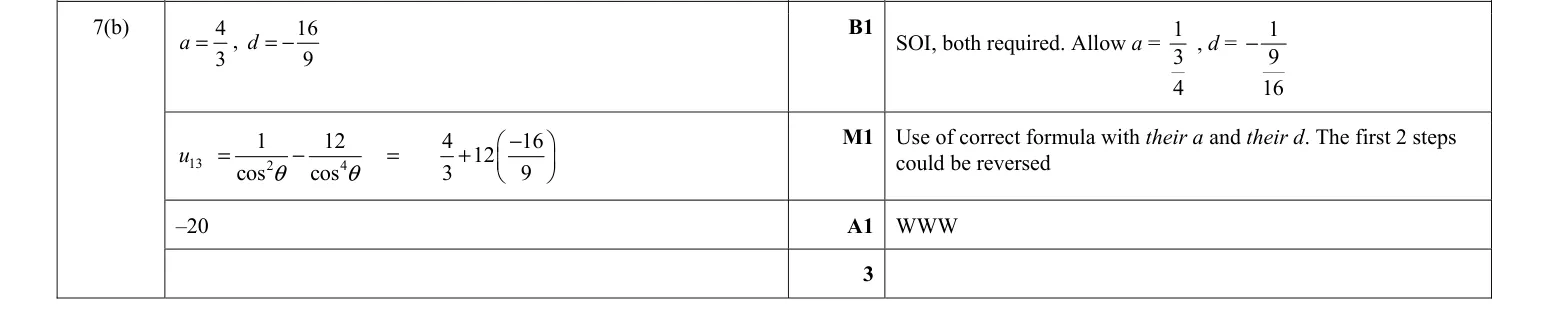 7(b) a = 4/3 , d = −16/9 B1 SOI, both required. Allow a = 1/(3/4) , d = −1/(9/16)
u₁₃ = 1/cos²θ − 12/cos⁴θ = 4/3 + 12(−16/9) M1 Use of correct formula with their a and their d. The first 2 steps
could be reversed
–20 A1 WWW
3